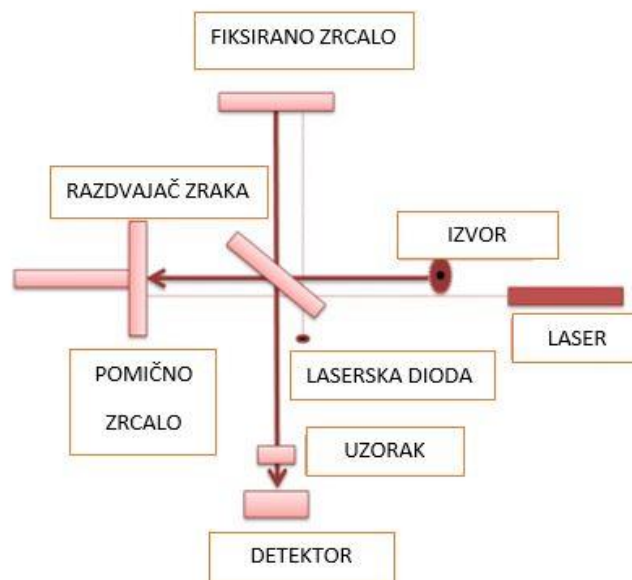 FIKSIRANO ZRCALO
RAZDVAJAČ ZRAKA
IZVOR
LASER
POMIČNO
ZRCALO
LASERSKA DIODA
UZORAK
DETEKTOR